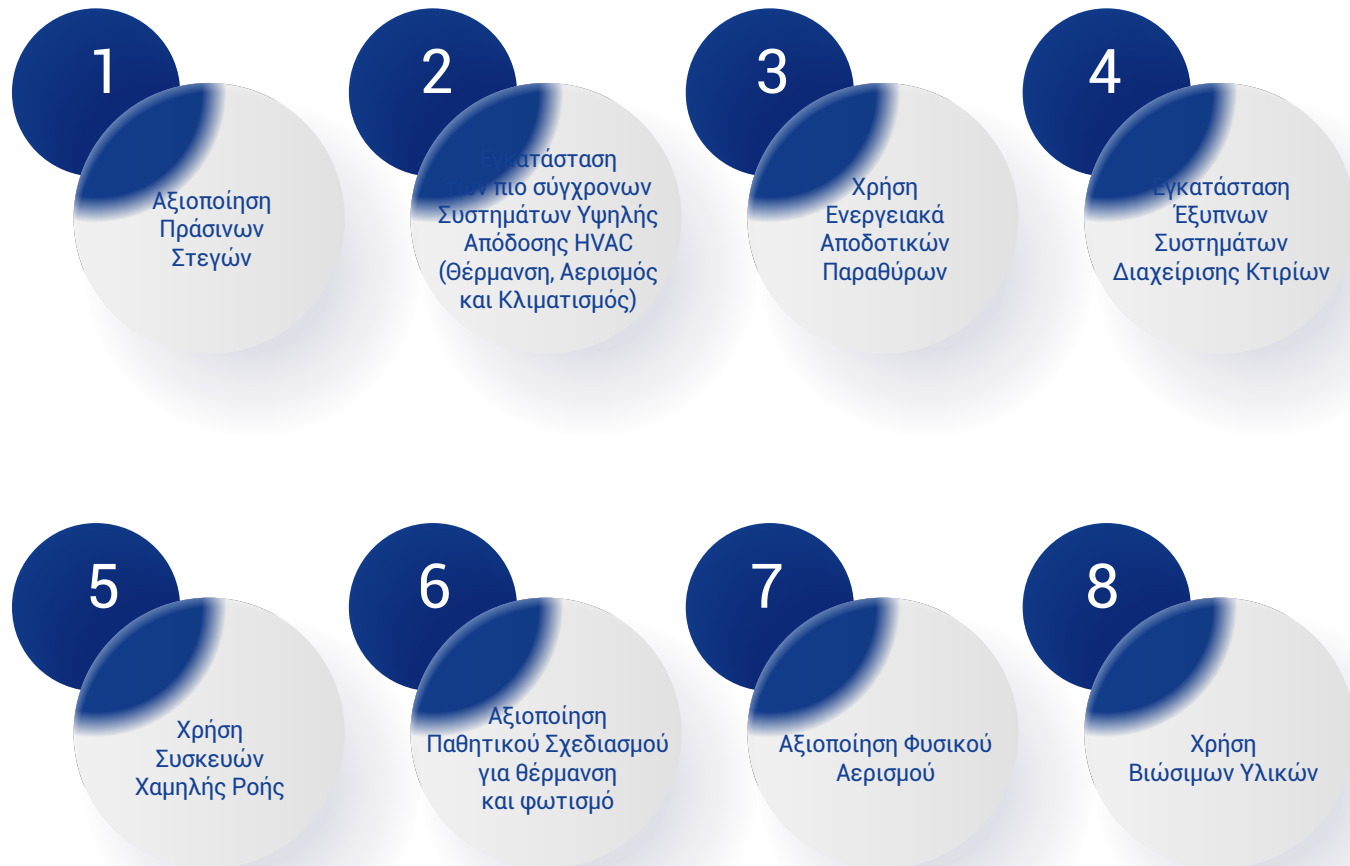 1
Αξιοποίηση
Πράσινων
Στεγών
2
Εγκατάσταση
των πιο σύγχρονων
Συστημάτων Υψηλής
Απόδοσης HVAC
(Θέρμανση, Αερισμός
και Κλιματισμός)
3
Χρήση
Ενεργειακά
Αποδοτικών
Παραθύρων
4
Εγκατάσταση
Έξυπνων
Συστημάτων
Διαχείρισης Κτιρίων
5
Χρήση
Συσκευών
Χαμηλής Ροής
6
Αξιοποίηση
Παθητικού Σχεδιασμού
για θέρμανση
και φωτισμό
7
Αξιοποίηση Φυσικού
Αερισμού
8
Χρήση
Βιώσιμων Υλικών